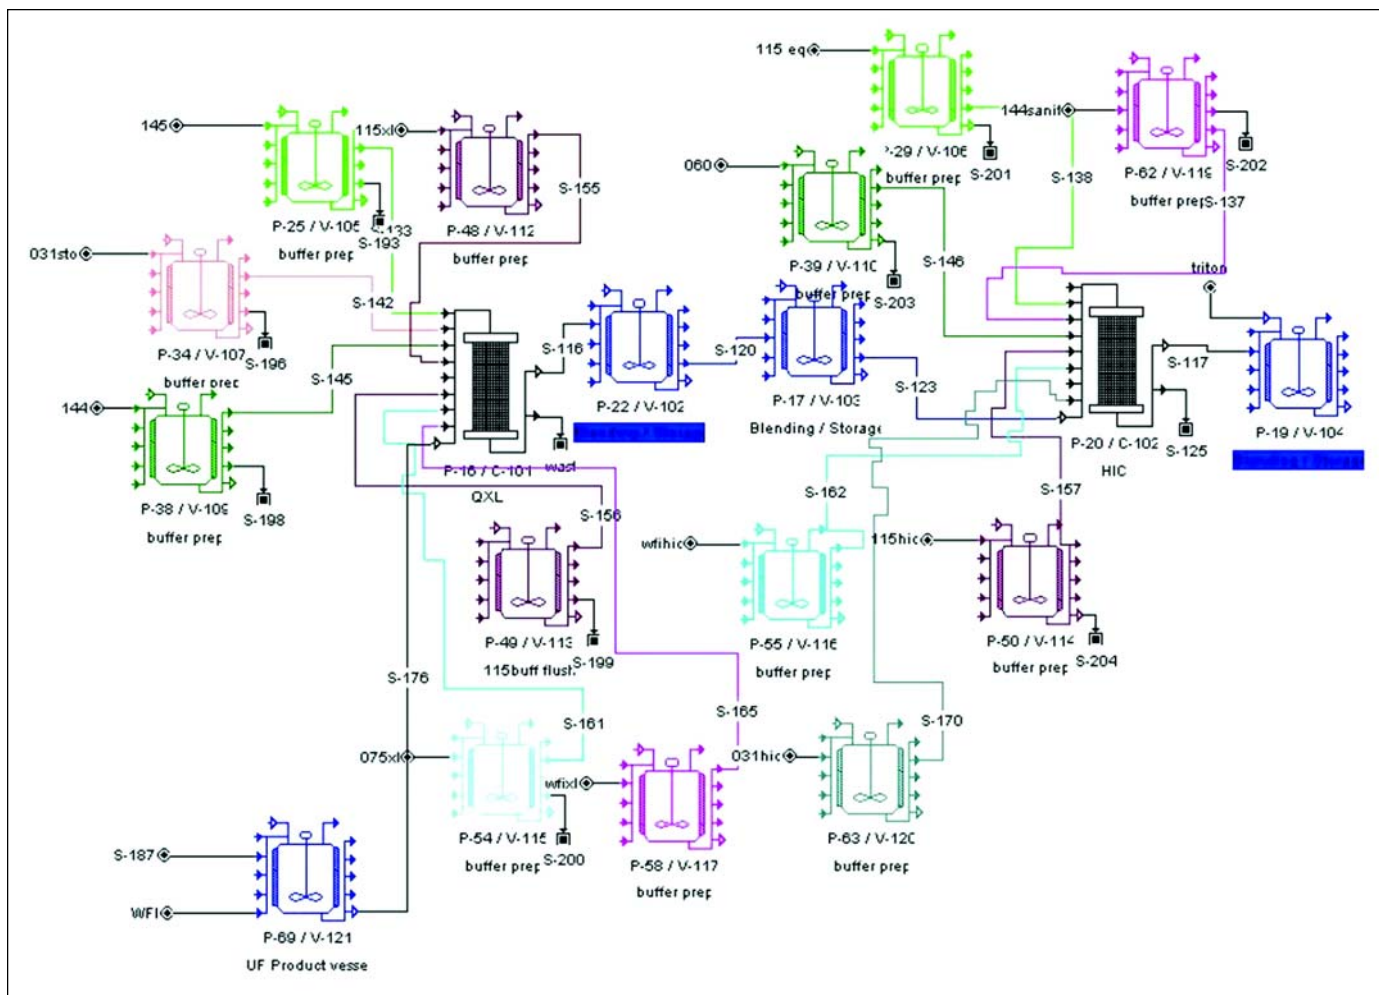 115 eq
144sanit
P-29 / V-106
buffer prep
S-201
S-138
P-62 / V-119
buffer prep
S-202
S-137
145
P-25 / V-105
buffer prep
S-193
115xl
P-48 / V-112
buffer prep
S-155
060
P-39 / V-110
buffer prep
S-203
S-146
triton
031sto
P-34 / V-107
buffer prep
S-196
S-142
S-145
144
P-38 / V-109
buffer prep
S-198
P-16 / C-101
QXL
S-116
P-22 / V-102
Blending / Storage
S-120
P-17 / V-103
Blending / Storage
S-123
P-20 / C-102
HIC
S-117
S-125
P-19 / V-104
Blending / Storage
S-156
P-49 / V-113
115buff flush
S-199
wfihic
P-55 / V-116
buffer prep
S-162
115hic
P-50 / V-114
buffer prep
S-204
S-157
S-176
S-161
075xl
P-54 / V-115
buffer prep
S-200
wfixl
P-58 / V-117
buffer prep
S-165
031hic
P-63 / V-120
buffer prep
S-170
S-187
WFI
P-69 / V-121
UF Product vesse